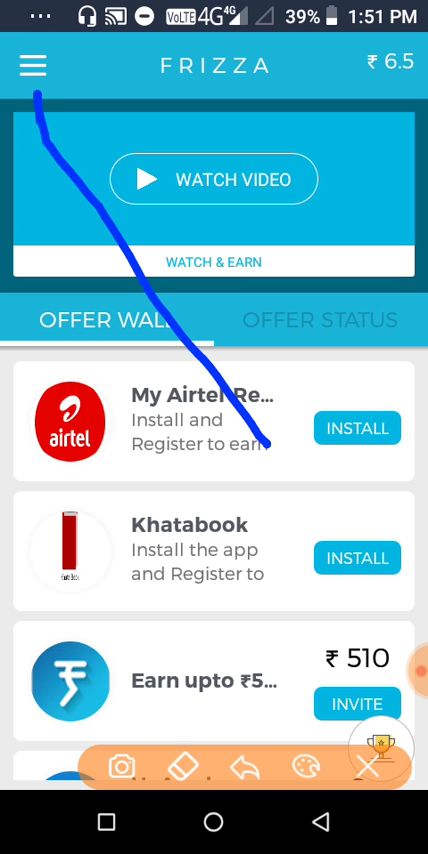 ... VoLTE 4G 4G 39% 1:51 PM
FRIZZA ₹ 6.5
WATCH VIDEO
WATCH & EARN
OFFER WALL OFFER STATUS
My Airtel Re...
Install and
Register to earn
airtel
INSTALL
Khatabook
Install the app
and Register to
INSTALL
₹ 510
Earn upto ₹5...
INVITE